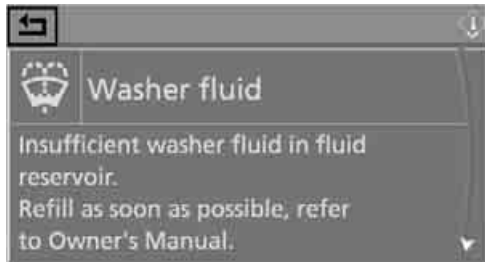 Washer fluid
Insufficient washer fluid in fluid
reservoir.
Refill as soon as possible, refer
to Owner's Manual.